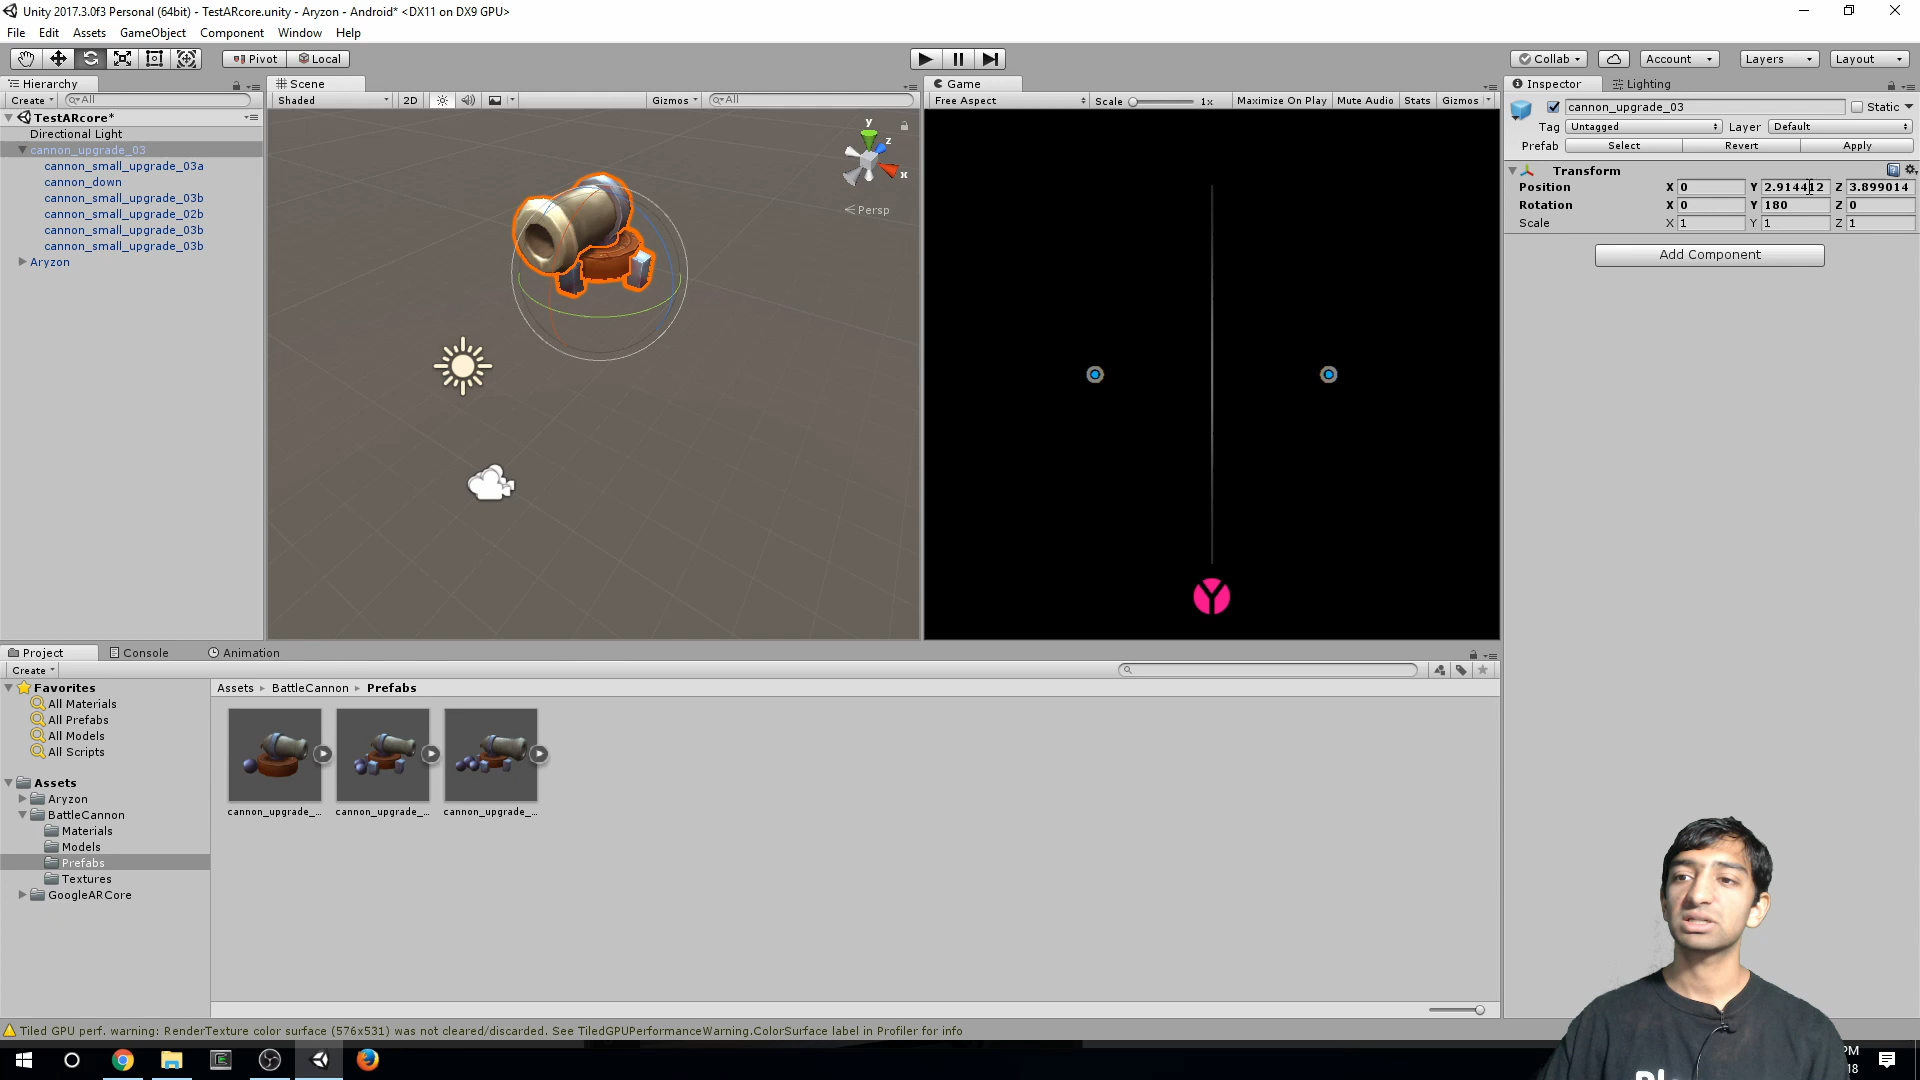 Unity 2017.3.0f3 Personal (64bit) - TestARcore.unity - Aryzon - Android* <DX11 on DX9 GPU>
File Edit Assets GameObject Component Window Help
Pivot Local Collab Account Layers Layout
Hierarchy
Create All
TestARcore*
Directional Light
cannon_upgrade_03
cannon_small_upgrade_03a
cannon_down
cannon_small_upgrade_03b
cannon_small_upgrade_02b
cannon_small_upgrade_03b
cannon_small_upgrade_03b
Aryzon
Scene
Shaded 2D Gizmos All
y
z
x
Persp
Game
Free Aspect Scale 1x Maximize On Play Mute Audio Stats Gizmos
Inspector Lighting
cannon_upgrade_03 Static
Tag Untagged Layer Default
Prefab Select Revert Apply
Transform
Position X 0 Y 2.914412 Z 3.899014
Rotation X 0 Y 180 Z 0
Scale X 1 Y 1 Z 1
Add Component
Project Console Animation
Create
Favorites
All Materials
All Prefabs
All Models
All Scripts
Assets
Aryzon
BattleCannon
Materials
Models
Prefabs
Textures
GoogleARCore
Assets BattleCannon Prefabs
cannon_upgrade_... cannon_upgrade_... cannon_upgrade_...
Tiled GPU perf. warning: RenderTexture color surface (576x531) was not cleared/discarded. See TiledGPUPerformanceWarning.ColorSurface label in Profiler for info
PM
18